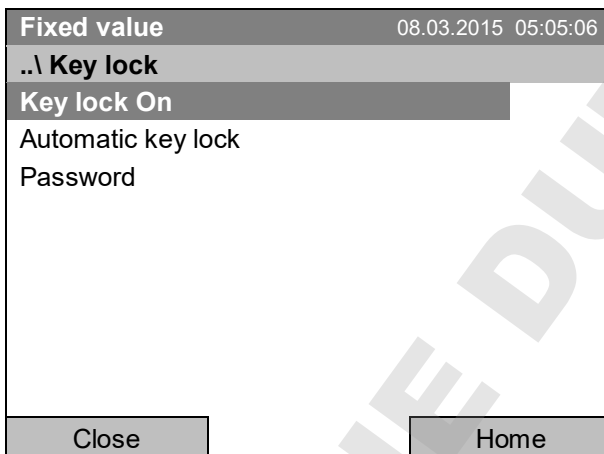 Fixed value 08.03.2015 05:05:06
..\ Key lock
Key lock On
Automatic key lock
Password
Close Home